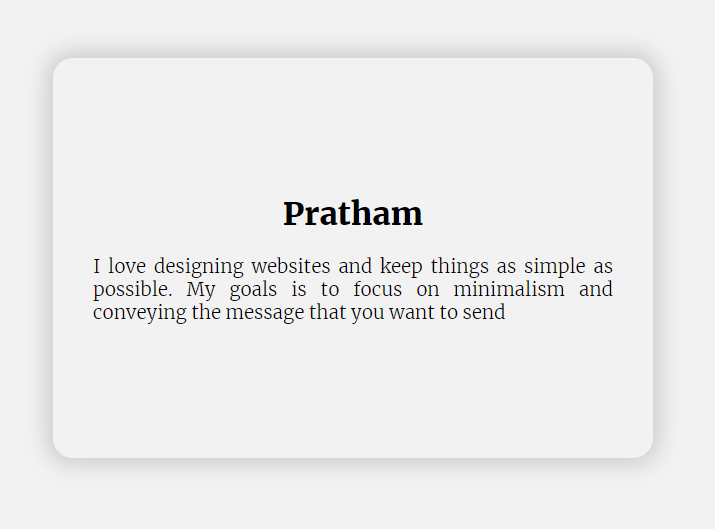 Pratham
I love designing websites and keep things as simple as
possible. My goals is to focus on minimalism and
conveying the message that you want to send